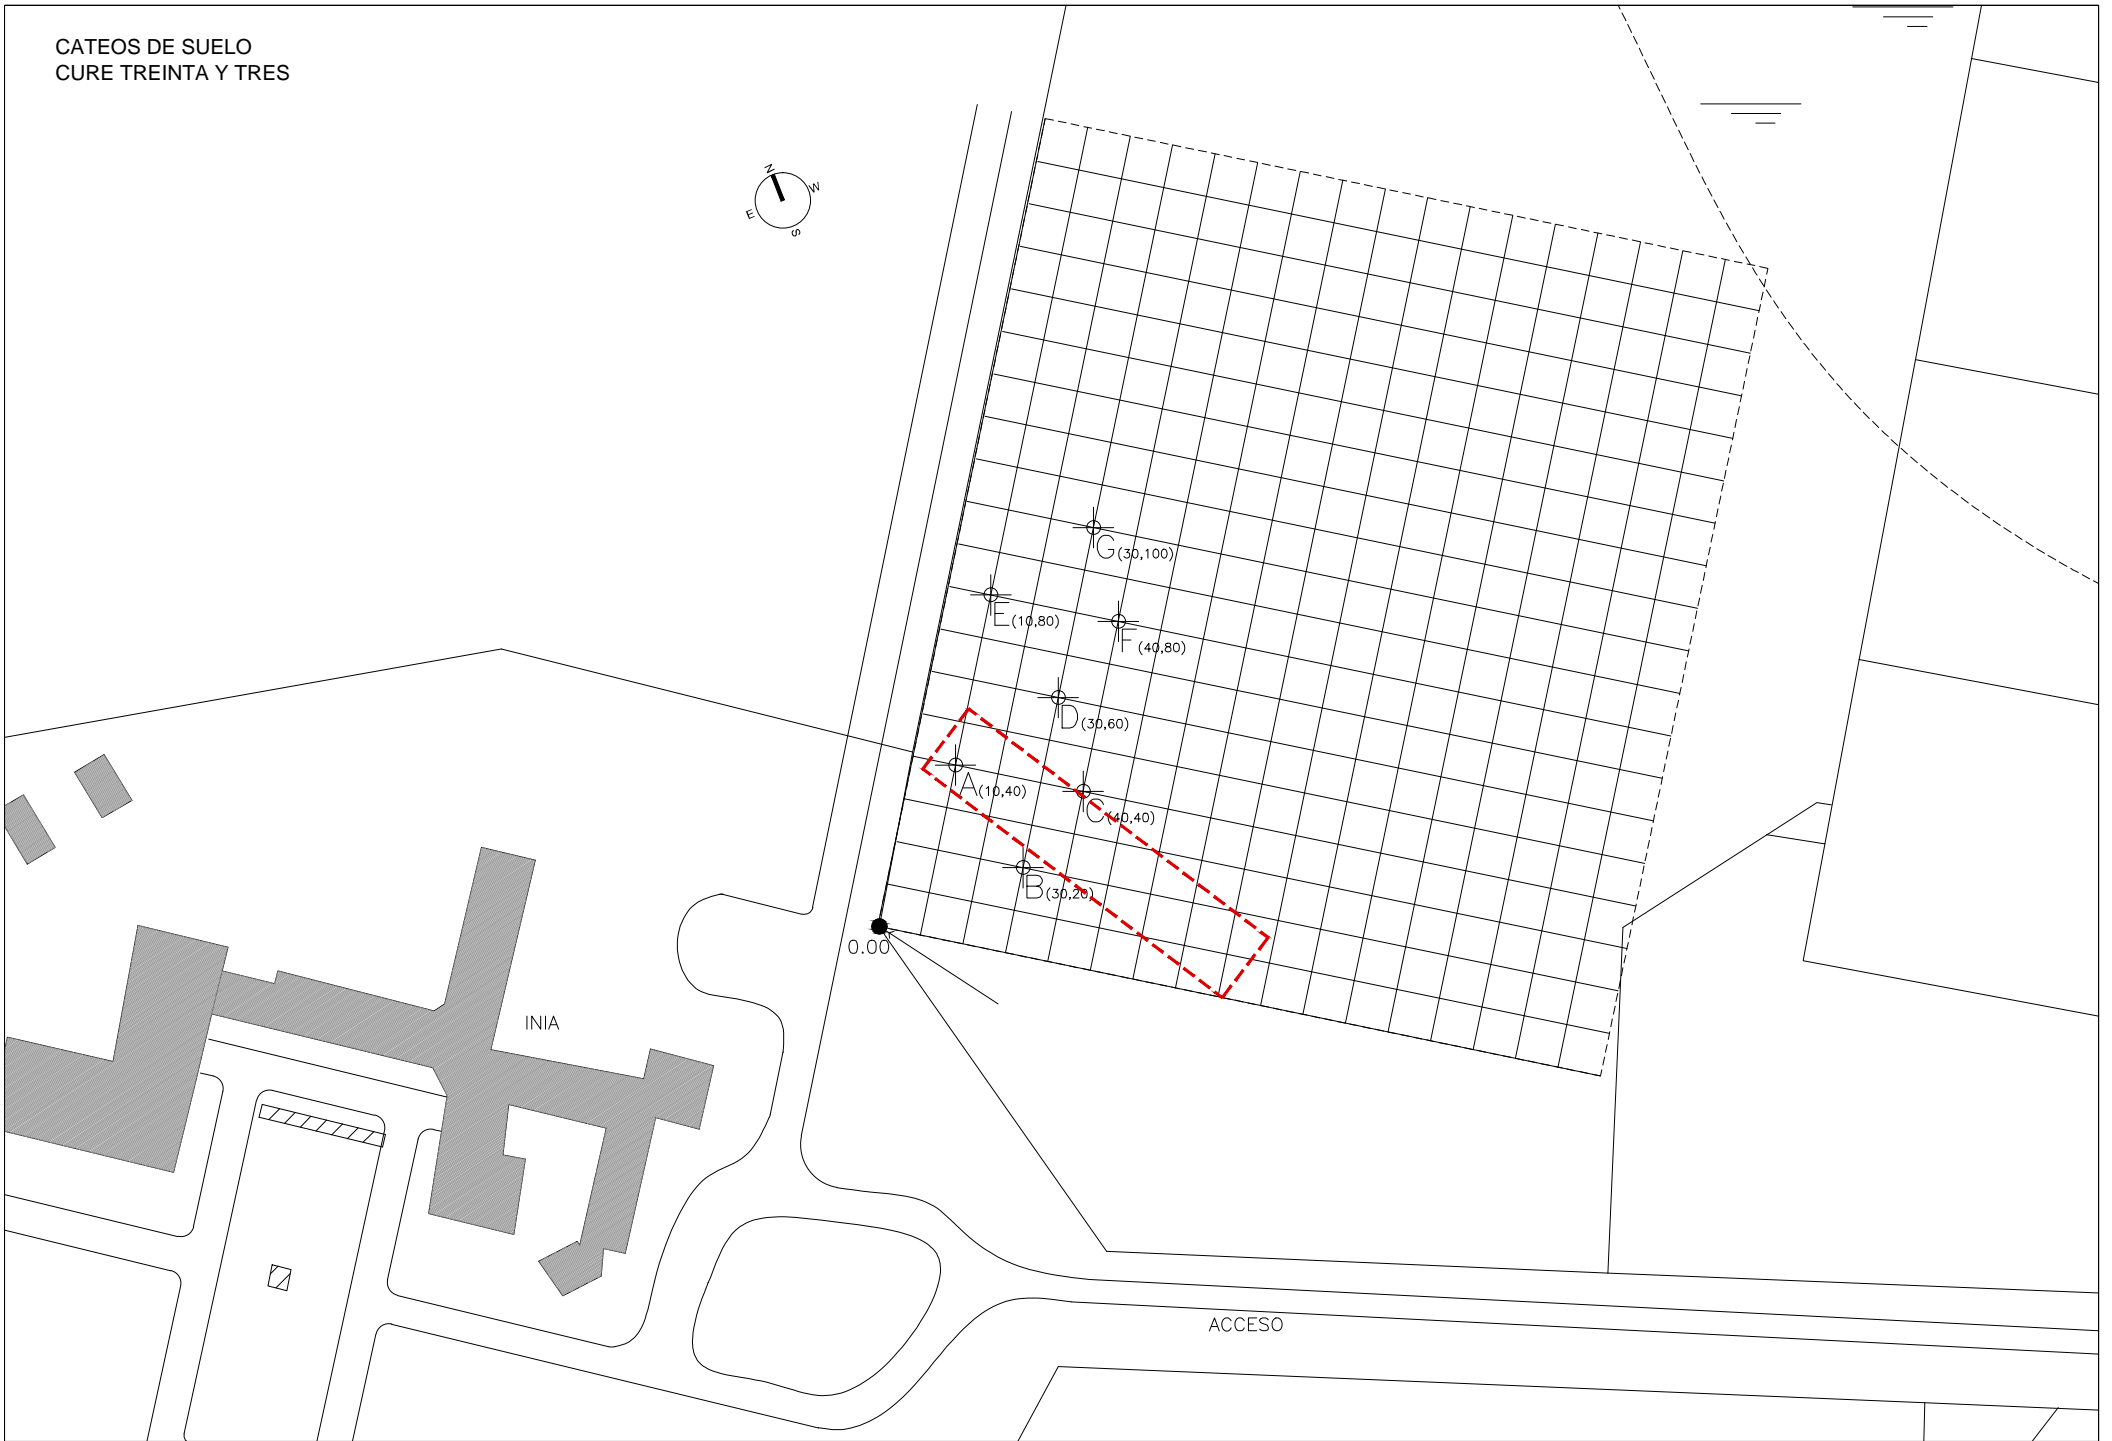 CATEOS DE SUELO
CURE TREINTA Y TRES
N
W
E
S
G(30,100)
E(10,80)
F(40,80)
D(30,60)
A(10,40)
C(40,40)
B(30,20)
0.00
INIA
ACCESO